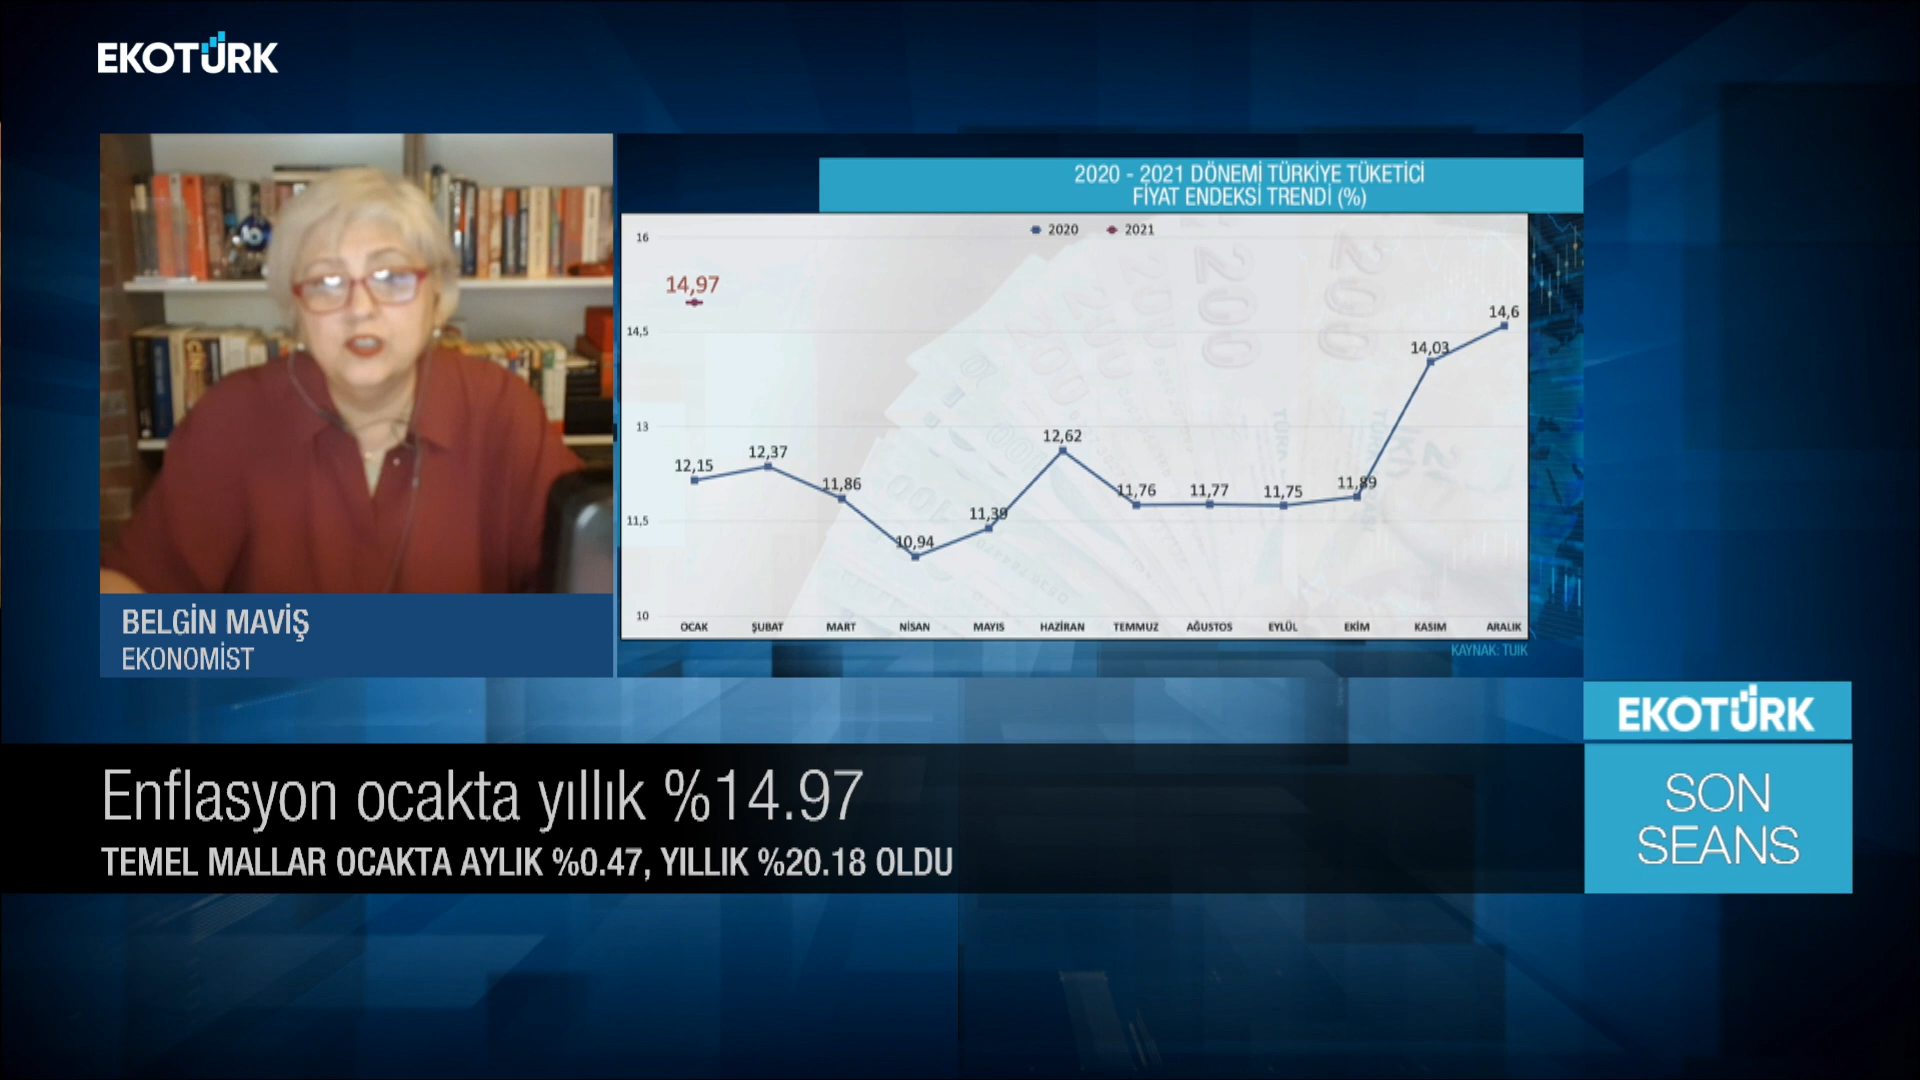 EKOTÜRK
2020 - 2021 DÖNEMİ TÜRKİYE TÜKETİCİ
FİYAT ENDEKSİ TRENDİ (%)
2020 2021
16
14,5
13
11,5
10
14,97
12,15
12,37
11,86
10,94
11,39
12,62
11,76
11,77
11,75
11,89
14,03
14,6
OCAK ŞUBAT MART NİSAN MAYIS HAZİRAN TEMMUZ AĞUSTOS EYLÜL EKİM KASIM ARALIK
KAYNAK: TUIK
BELGİN MAVİŞ
EKONOMİST
EKOTÜRK
SON
SEANS
Enflasyon ocakta yıllık %14.97
TEMEL MALLAR OCAKTA AYLIK %0.47, YILLIK %20.18 OLDU